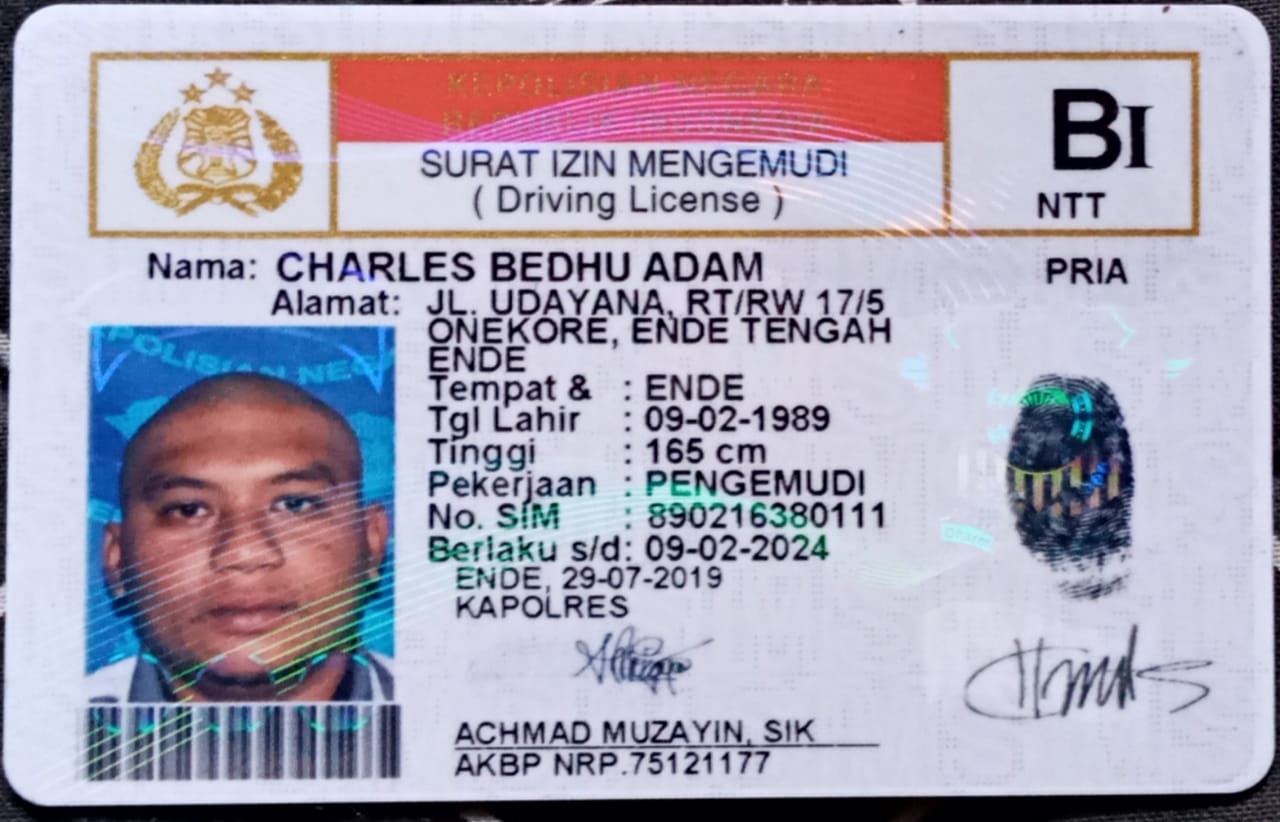 KEPOLISIAN NEGARA
REPUBLIK INDONESIA
SURAT IZIN MENGEMUDI
( Driving License )
BI
NTT
Nama: CHARLES BEDHU ADAM
PRIA
Alamat: JL. UDAYANA, RT/RW 17/5
ONEKORE, ENDE TENGAH
ENDE
Tempat & : ENDE
Tgl Lahir : 09-02-1989
Tinggi : 165 cm
Pekerjaan : PENGEMUDI
No. SIM : 890216380111
Berlaku s/d: 09-02-2024
ENDE, 29-07-2019
KAPOLRES
ACHMAD MUZAYIN, SIK
AKBP NRP.75121177